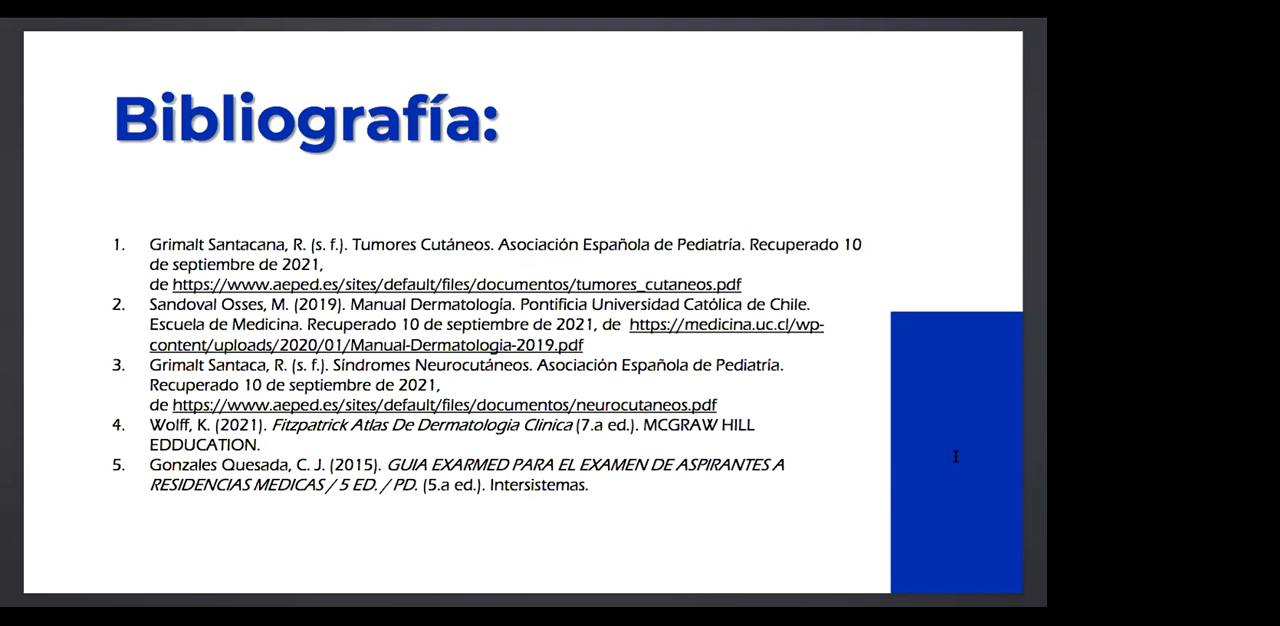 Bibliografía:
1. Grimalt Santacana, R. (s. f.). Tumores Cutáneos. Asociación Española de Pediatría. Recuperado 10
de septiembre de 2021,
de https://www.aeped.es/sites/default/files/documentos/tumores_cutaneos.pdf
2. Sandoval Osses, M. (2019). Manual Dermatología. Pontificia Universidad Católica de Chile.
Escuela de Medicina. Recuperado 10 de septiembre de 2021, de https://medicina.uc.cl/wp-
content/uploads/2020/01/Manual-Dermatologia-2019.pdf
3. Grimalt Santaca, R. (s. f.). Síndromes Neurocutáneos. Asociación Española de Pediatría.
Recuperado 10 de septiembre de 2021,
de https://www.aeped.es/sites/default/files/documentos/neurocutaneos.pdf
4. Wolff, K. (2021). Fitzpatrick Atlas De Dermatologia Clinica (7.a ed.). MCGRAW HILL
EDDUCATION.
5. Gonzales Quesada, C. J. (2015). GUIA EXARMED PARA EL EXAMEN DE ASPIRANTES A
RESIDENCIAS MEDICAS / 5 ED. / PD. (5.a ed.). Intersistemas.